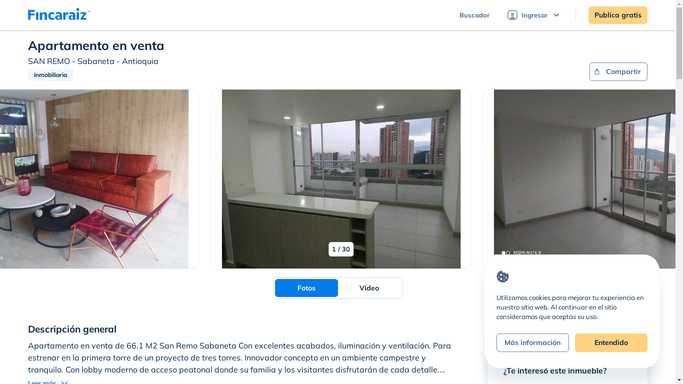 Fincaraiz
Buscador
Ingresar
Publica gratis
Apartamento en venta
SAN REMO - Sabaneta - Antioquia
Inmobiliaria
Compartir
1 / 30
Fotos
Video
Utilizamos cookies para mejorar tu experiencia en
nuestro sitio web. Al continuar en el sitio
consideramos que aceptas su uso.
Más información
Entendido
Descripción general
Apartamento en venta de 66.1 M2 San Remo Sabaneta Con excelentes acabados, iluminación y ventilación. Para
estrenar en la primera torre de un proyecto de tres torres. Innovador concepto en un ambiente campestre y
tranquilo. Con lobby moderno de acceso peatonal donde su familia y los visitantes disfrutarán de cada detalle...
Leer más
¿Te interesó este inmueble?